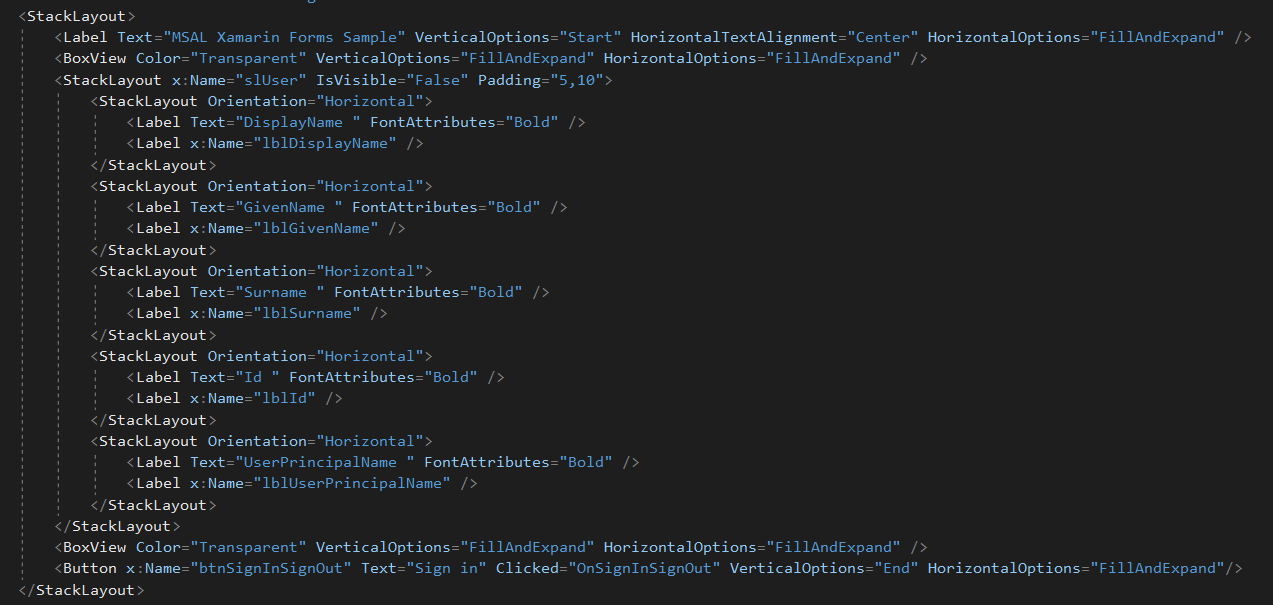 <StackLayout>
<Label Text="MSAL Xamarin Forms Sample" VerticalOptions="Start" HorizontalTextAlignment="Center" HorizontalOptions="FillAndExpand" />
<BoxView Color="Transparent" VerticalOptions="FillAndExpand" HorizontalOptions="FillAndExpand" />
<StackLayout x:Name="slUser" IsVisible="False" Padding="5,10">
<StackLayout Orientation="Horizontal">
<Label Text="DisplayName " FontAttributes="Bold" />
<Label x:Name="lblDisplayName" />
</StackLayout>
<StackLayout Orientation="Horizontal">
<Label Text="GivenName " FontAttributes="Bold" />
<Label x:Name="lblGivenName" />
</StackLayout>
<StackLayout Orientation="Horizontal">
<Label Text="Surname " FontAttributes="Bold" />
<Label x:Name="lblSurname" />
</StackLayout>
<StackLayout Orientation="Horizontal">
<Label Text="Id " FontAttributes="Bold" />
<Label x:Name="lblId" />
</StackLayout>
<StackLayout Orientation="Horizontal">
<Label Text="UserPrincipalName " FontAttributes="Bold" />
<Label x:Name="lblUserPrincipalName" />
</StackLayout>
</StackLayout>
<BoxView Color="Transparent" VerticalOptions="FillAndExpand" HorizontalOptions="FillAndExpand" />
<Button x:Name="btnSignInSignOut" Text="Sign in" Clicked="OnSignInSignOut" VerticalOptions="End" HorizontalOptions="FillAndExpand"/>
</StackLayout>